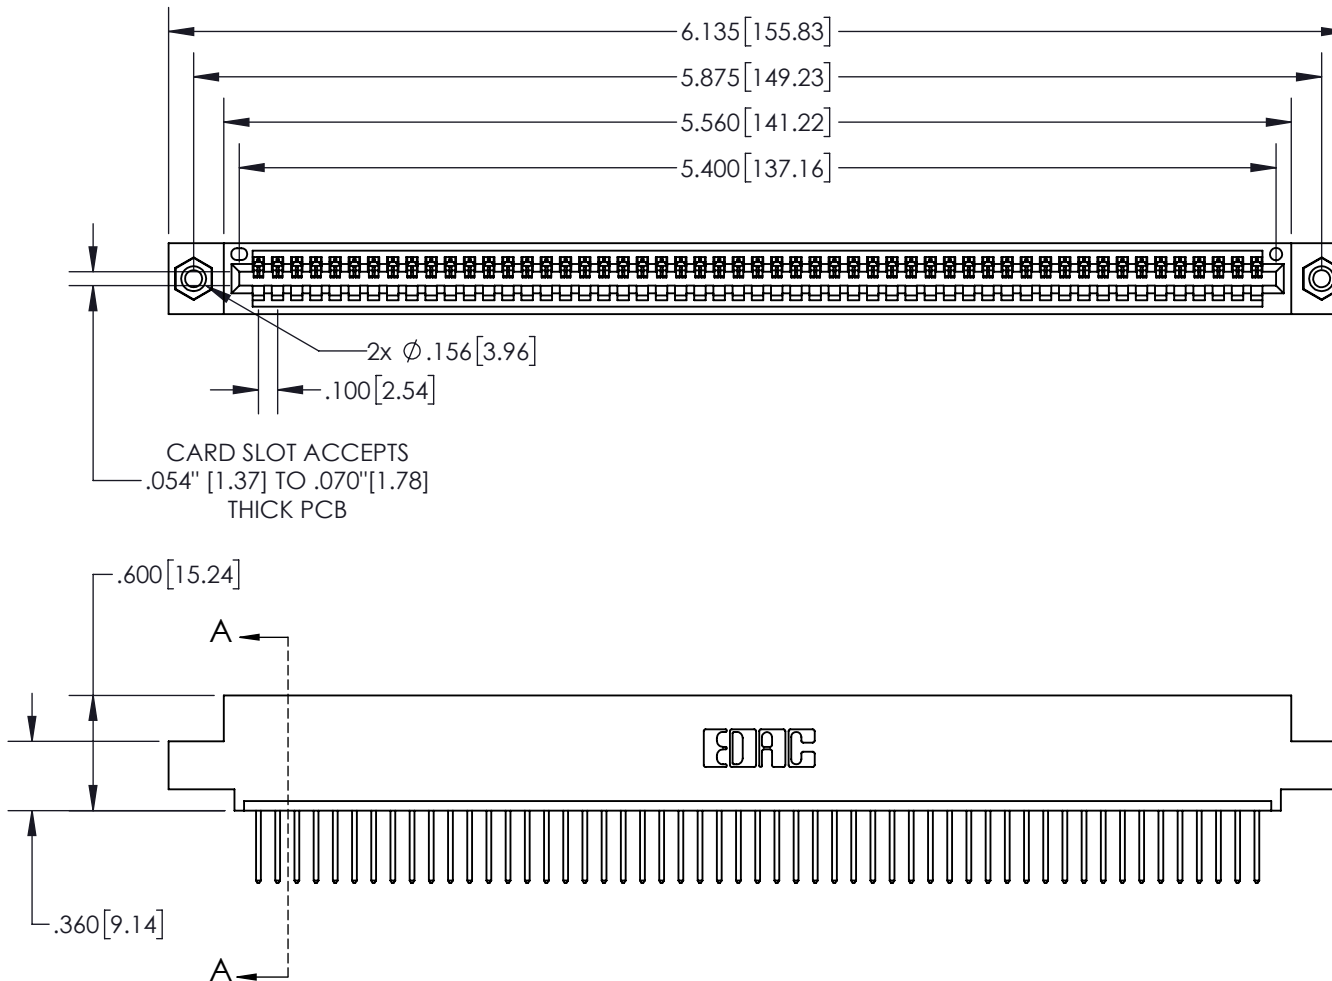 6.135[155.83]
5.875[149.23]
5.560[141.22]
5.400[137.16]
2x Ø.156[3.96]
.100[2.54]
CARD SLOT ACCEPTS
.054" [1.37] TO .070"[1.78]
THICK PCB
.600[15.24]
A
EDAC
.360[9.14]
A